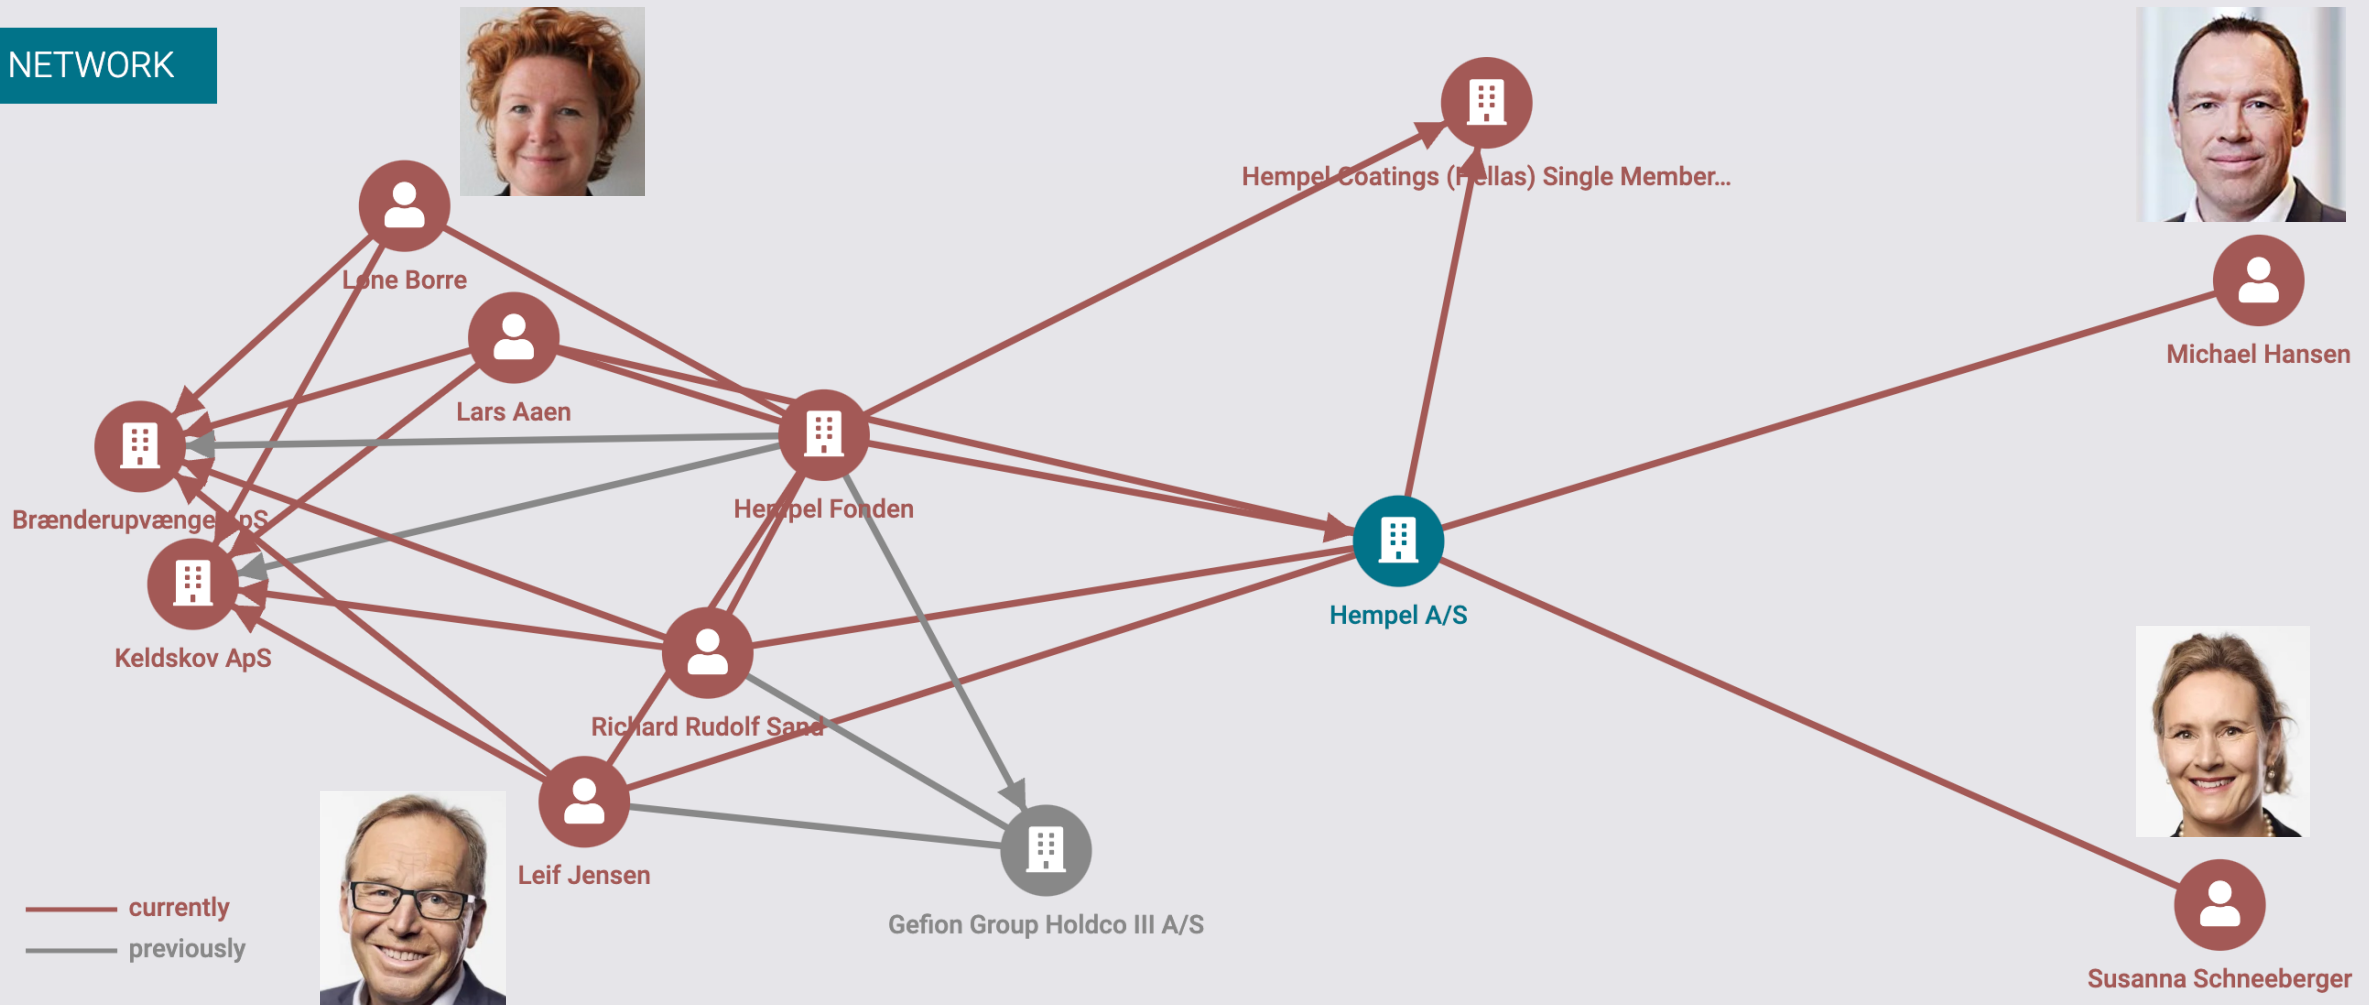 NETWORK
Hempel Coatings (Hellas) Single Member...
Lone Borre
Michael Hansen
Lars Aaen
Hempel Fonden
Brænderupvænge ApS
Hempel A/S
Keldskov ApS
Richard Rudolf Sand
Leif Jensen
currently
Gefion Group Holdco III A/S
previously
Susanna Schneeberger